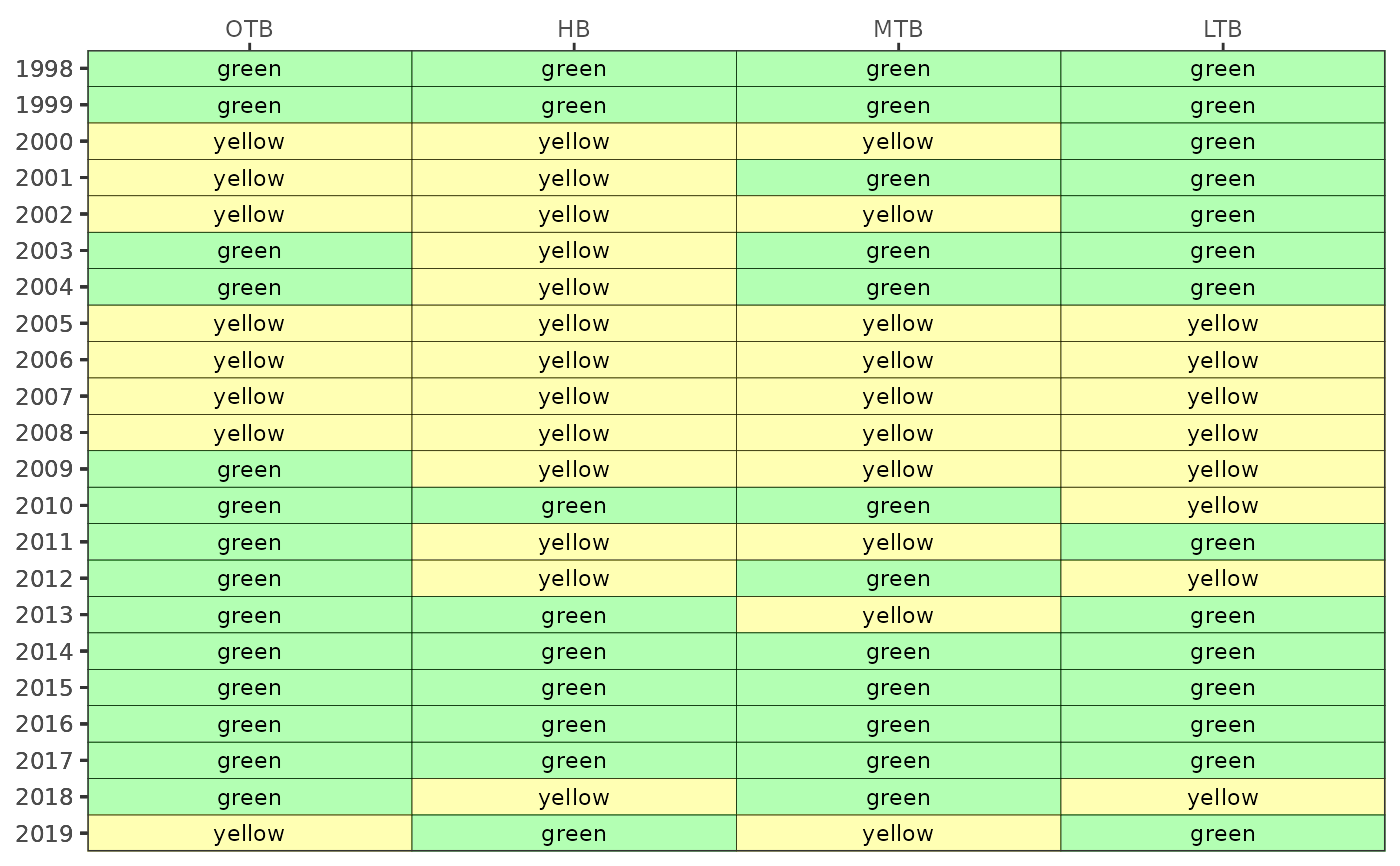 OTB HB MTB LTB
1998 green green green green
1999 green green green green
2000 yellow yellow yellow green
2001 yellow yellow green green
2002 yellow yellow yellow green
2003 green yellow green green
2004 green yellow green green
2005 yellow yellow yellow yellow
2006 yellow yellow yellow yellow
2007 yellow yellow yellow yellow
2008 yellow yellow yellow yellow
2009 green yellow yellow yellow
2010 green green green yellow
2011 green yellow yellow green
2012 green yellow green yellow
2013 green green yellow green
2014 green green green green
2015 green green green green
2016 green green green green
2017 green green green green
2018 green yellow green yellow
2019 yellow green yellow green